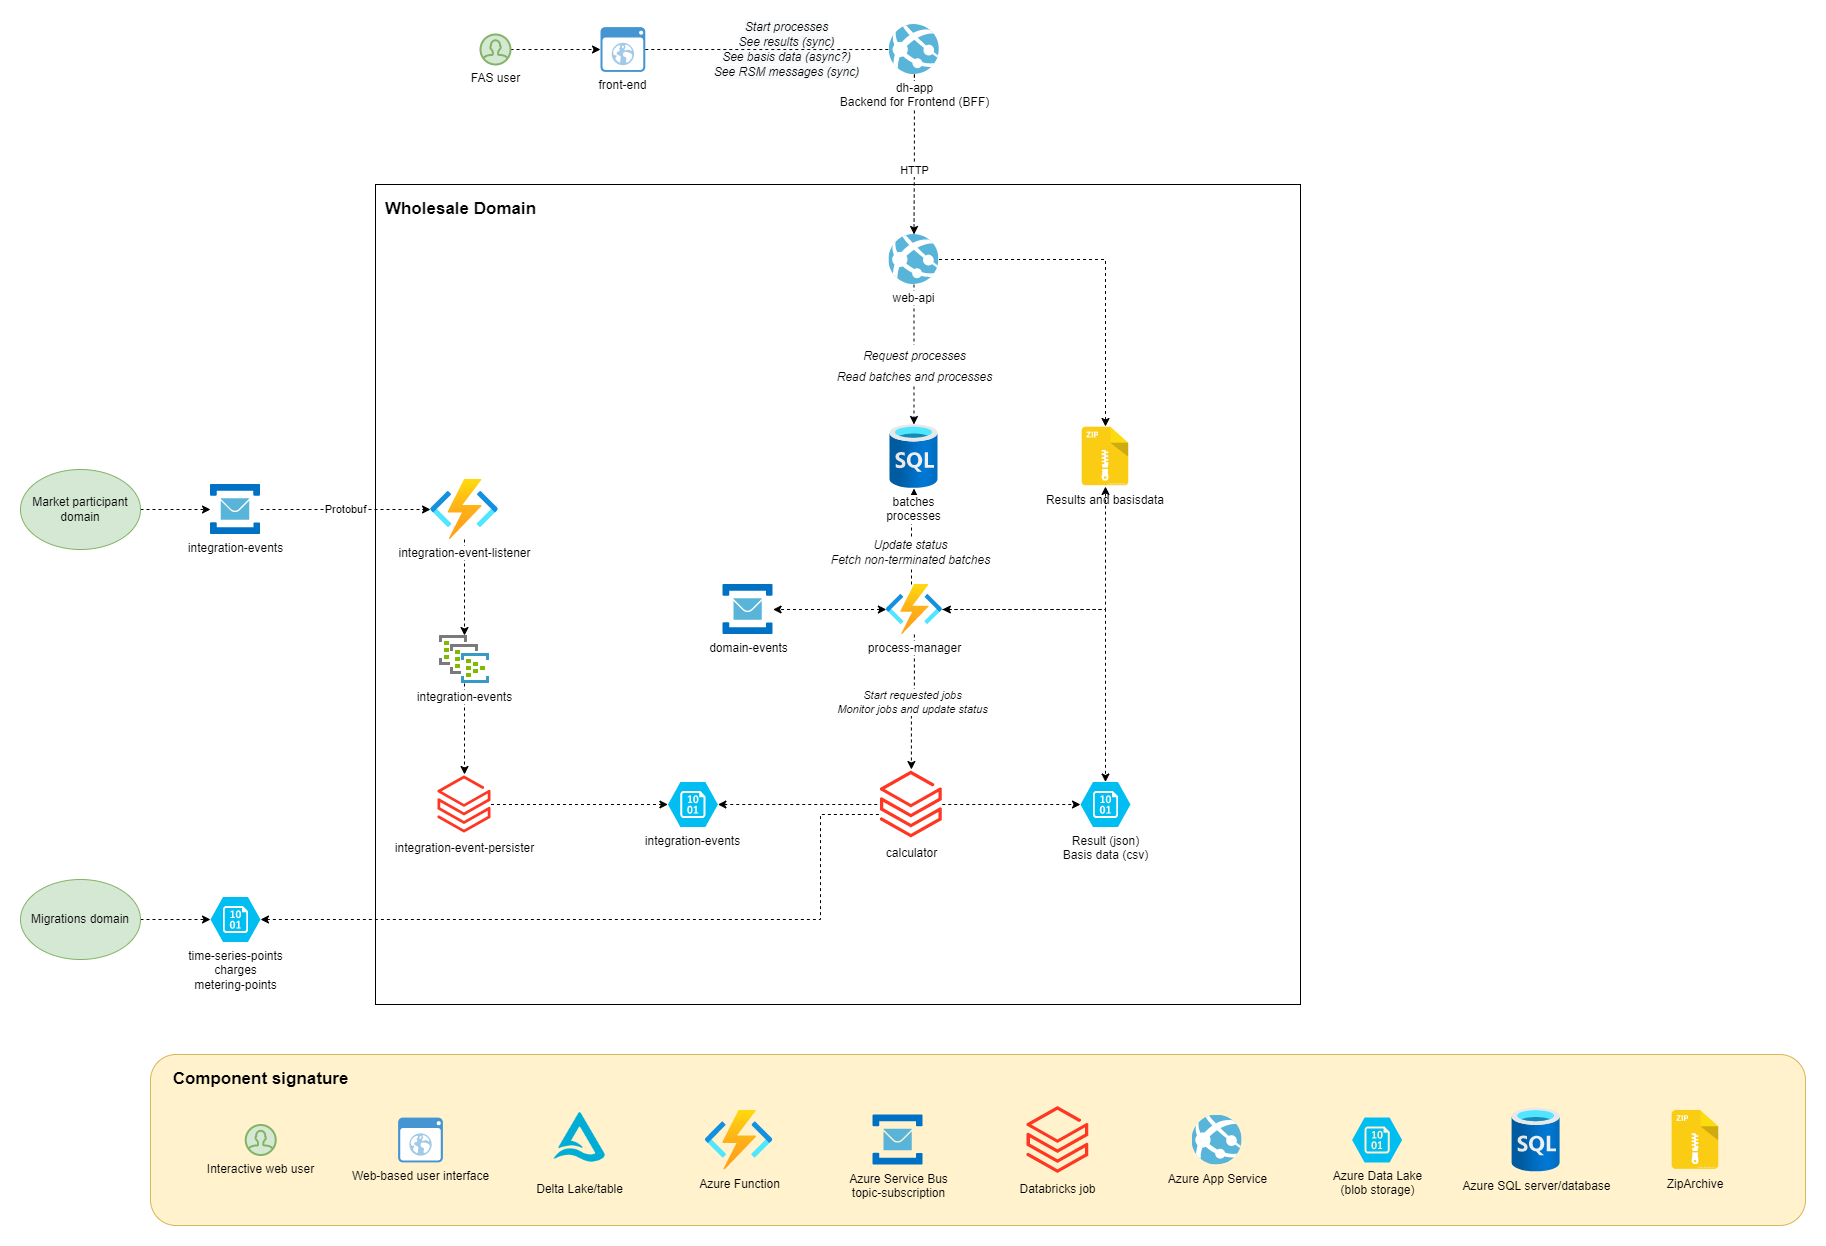 Start processes
See results (sync)
See basis data (async?)
See RSM messages (sync)
FAS user
front-end
dh-app
Backend for Frontend (BFF)
HTTP
Wholesale Domain
web-api
Request processes
Read batches and processes
SQL
batches
processes
ZIP
Results and basisdata
Market participant
domain
integration-events
Protobuf
integration-event-listener
Update status
Fetch non-terminated batches
domain-events
process-manager
integration-events
Start requested jobs
Monitor jobs and update status
integration-event-persister
10
01
integration-events
calculator
10
01
Result (json)
Basis data (csv)
Migrations domain
10
01
time-series-points
charges
metering-points
Component signature
Interactive web user
Web-based user interface
Delta Lake/table
Azure Function
Azure Service Bus
topic-subscription
Databricks job
Azure App Service
10
01
Azure Data Lake
(blob storage)
SQL
Azure SQL server/database
ZIP
ZipArchive